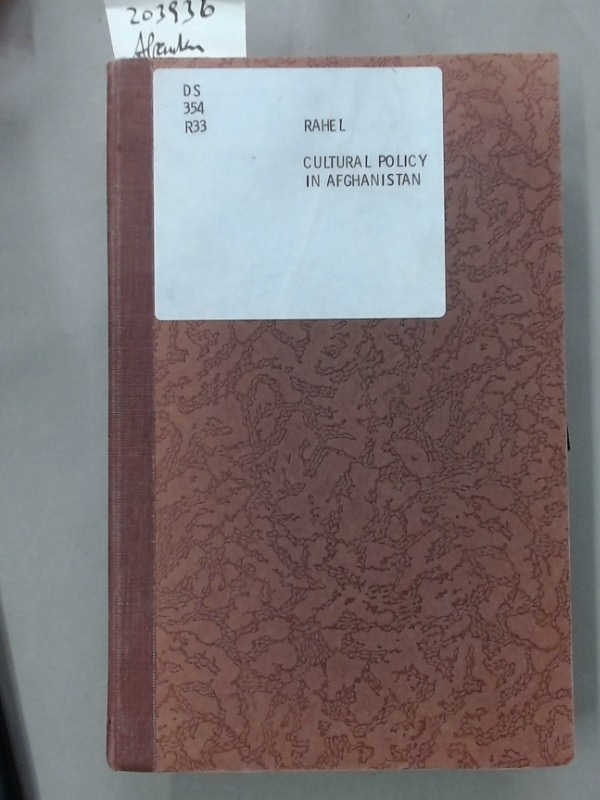 203936
DS
354
R33 RAHEL
CULTURAL POLICY
IN AFGHANISTAN